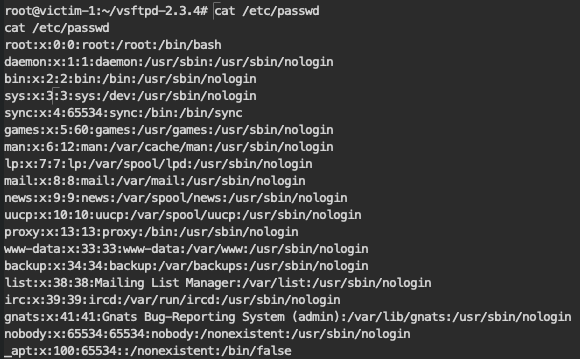 root@victim-1:~/vsftpd-2.3.4# cat /etc/passwd
cat /etc/passwd
root:x:0:0:root:/root:/bin/bash
daemon:x:1:1:daemon:/usr/sbin:/usr/sbin/nologin
bin:x:2:2:bin:/bin:/usr/sbin/nologin
sys:x:3:3:sys:/dev:/usr/sbin/nologin
sync:x:4:65534:sync:/bin:/bin/sync
games:x:5:60:games:/usr/games:/usr/sbin/nologin
man:x:6:12:man:/var/cache/man:/usr/sbin/nologin
lp:x:7:7:lp:/var/spool/lpd:/usr/sbin/nologin
mail:x:8:8:mail:/var/mail:/usr/sbin/nologin
news:x:9:9:news:/var/spool/news:/usr/sbin/nologin
uucp:x:10:10:uucp:/var/spool/uucp:/usr/sbin/nologin
proxy:x:13:13:proxy:/bin:/usr/sbin/nologin
www-data:x:33:33:www-data:/var/www:/usr/sbin/nologin
backup:x:34:34:backup:/var/backups:/usr/sbin/nologin
list:x:38:38:Mailing List Manager:/var/list:/usr/sbin/nologin
irc:x:39:39:ircd:/var/run/ircd:/usr/sbin/nologin
gnats:x:41:41:Gnats Bug-Reporting System (admin):/var/lib/gnats:/usr/sbin/nologin
nobody:x:65534:65534:nobody:/nonexistent:/usr/sbin/nologin
_apt:x:100:65534::/nonexistent:/bin/false